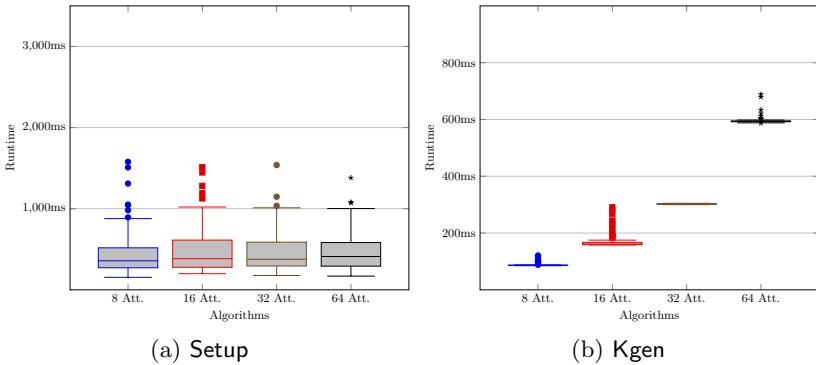 3,000ms
2,000ms
1,000ms
Runtime
8 Att.
16 Att.
32 Att.
64 Att.
Algorithms
(a) Setup
800ms
600ms
400ms
200ms
Runtime
8 Att.
16 Att.
32 Att.
64 Att.
Algorithms
(b) Kgen